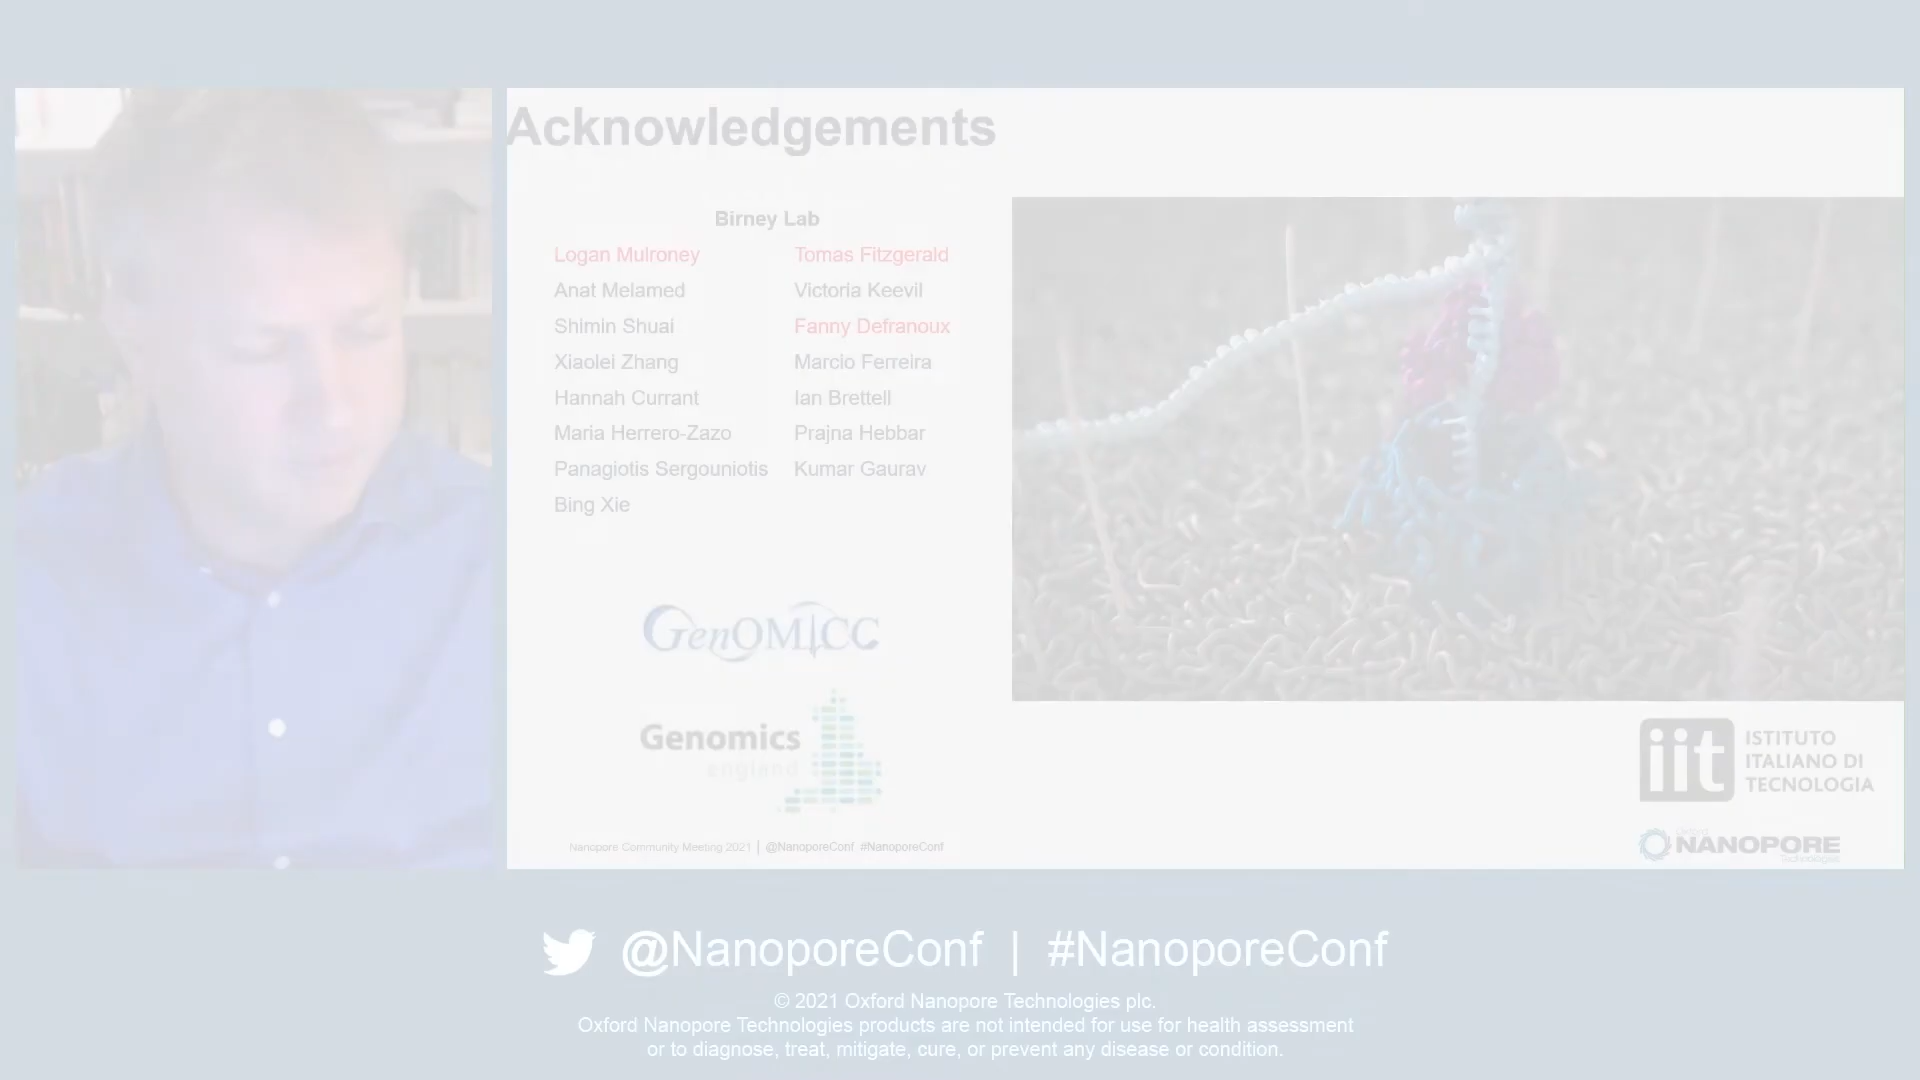 Acknowledgements
Birney Lab
Logan Mulroney
Tomas Fitzgerald
Anat Melamed
Victoria Keevil
Shimin Shuai
Fanny Defranoux
Xiaolei Zhang
Marcio Ferreira
Hannah Currant
Ian Brettell
Maria Herrero-Zazo
Prajna Hebbar
Panagiotis Sergouniotis
Kumar Gaurav
Bing Xie
GenOMICC
Genomics
england
ISTITUTO
iit
ITALIANO DI
TECNOLOGIA
Oxford
NANOPORE
Technologies
Nanopore Community Meeting 2021 | @NanoporeConf #NanoporeConf
@NanoporeConf | #NanoporeConf
© 2021 Oxford Nanopore Technologies plc.
Oxford Nanopore Technologies products are not intended for use for health assessment
or to diagnose, treat, mitigate, cure, or prevent any disease or condition.